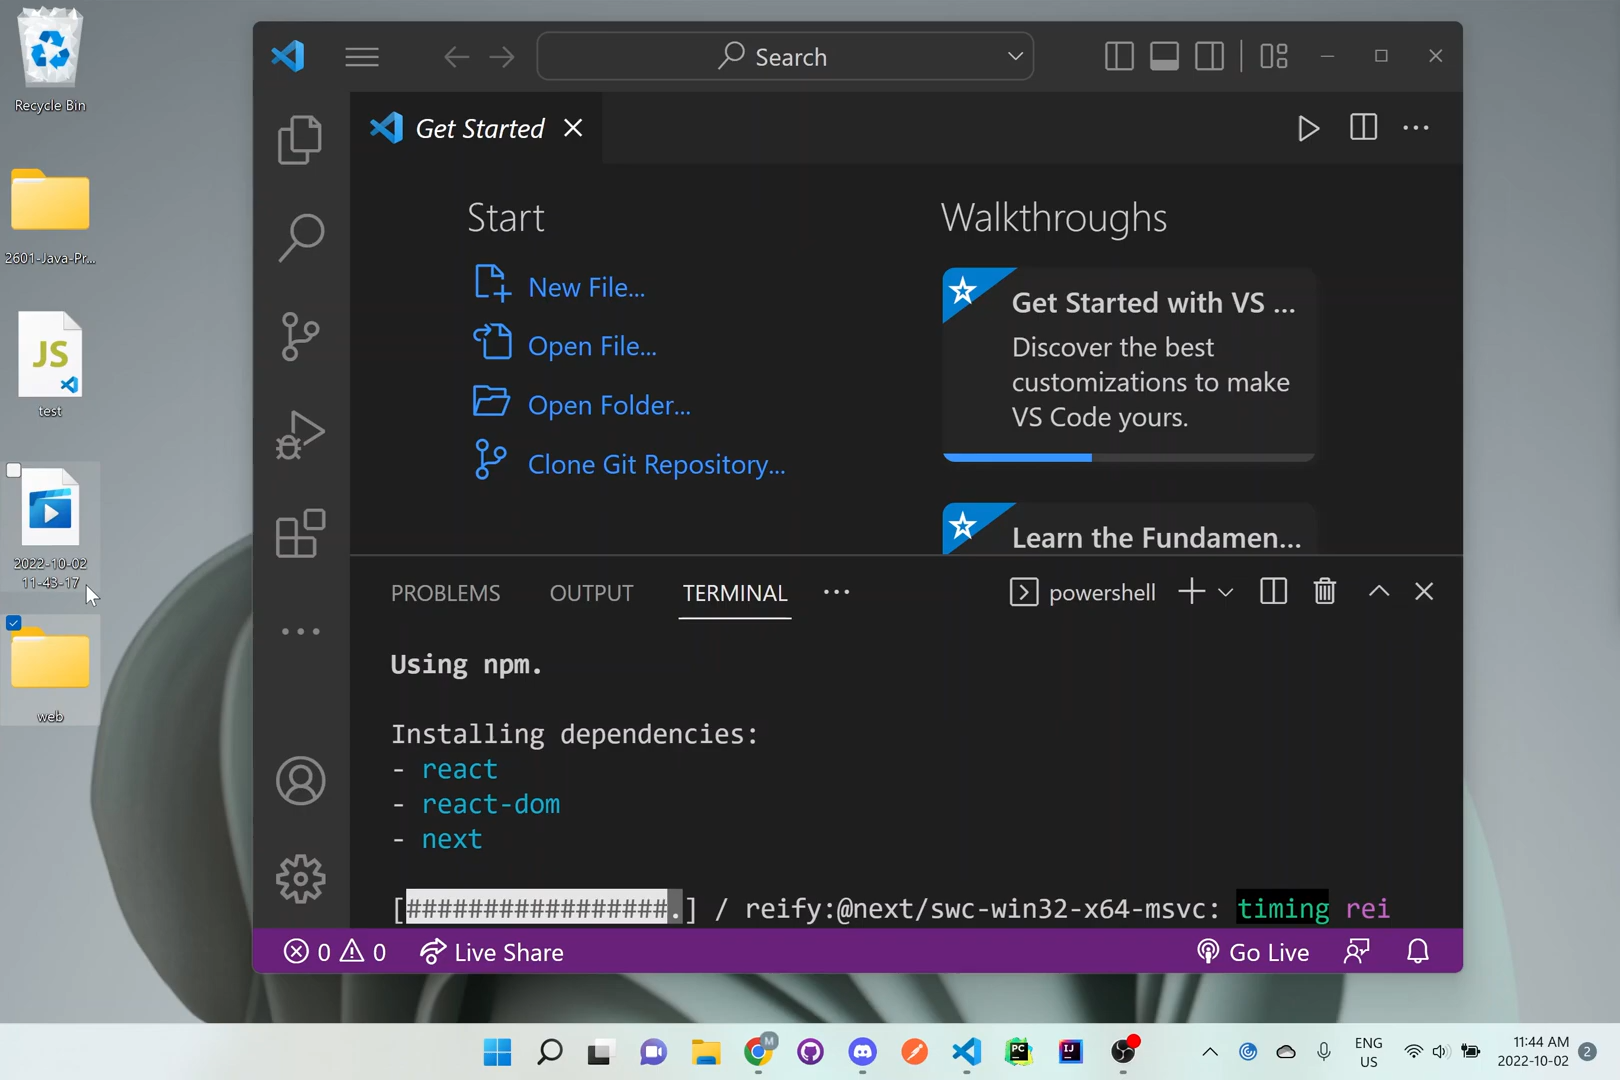 Recycle Bin
2601-Java-Pr...
JS
test
2022-10-02
11-43-17
web
Search
Get Started
Start
New File...
Open File...
Open Folder...
Clone Git Repository...
Walkthroughs
Get Started with VS ...
Discover the best
customizations to make
VS Code yours.
Learn the Fundamen...
PROBLEMS OUTPUT TERMINAL ... powershell
Using npm.
Installing dependencies:
- react
- react-dom
- next
[#################.] / reify:@next/swc-win32-x64-msvc: timing rei
0 0 Live Share Go Live
M
PC
IJ
ENG
US
11:44 AM
2022-10-02
2